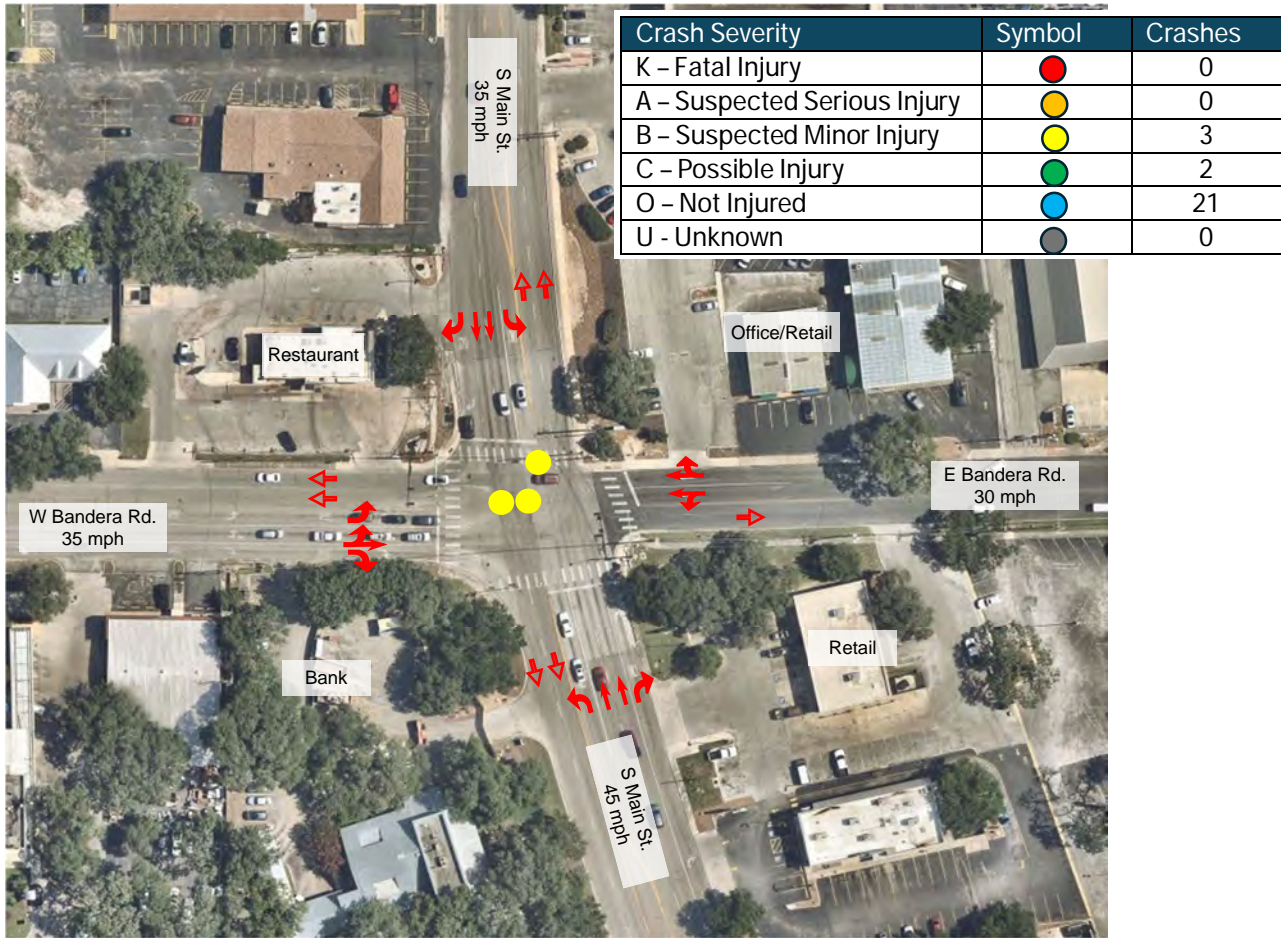 Crash Severity Symbol Crashes
K – Fatal Injury 0
A – Suspected Serious Injury 0
B – Suspected Minor Injury 3
C – Possible Injury 2
O – Not Injured 21
U - Unknown 0
S Main St.
35 mph
Restaurant
Office/Retail
W Bandera Rd.
35 mph
E Bandera Rd.
30 mph
Bank
Retail
S Main St.
45 mph